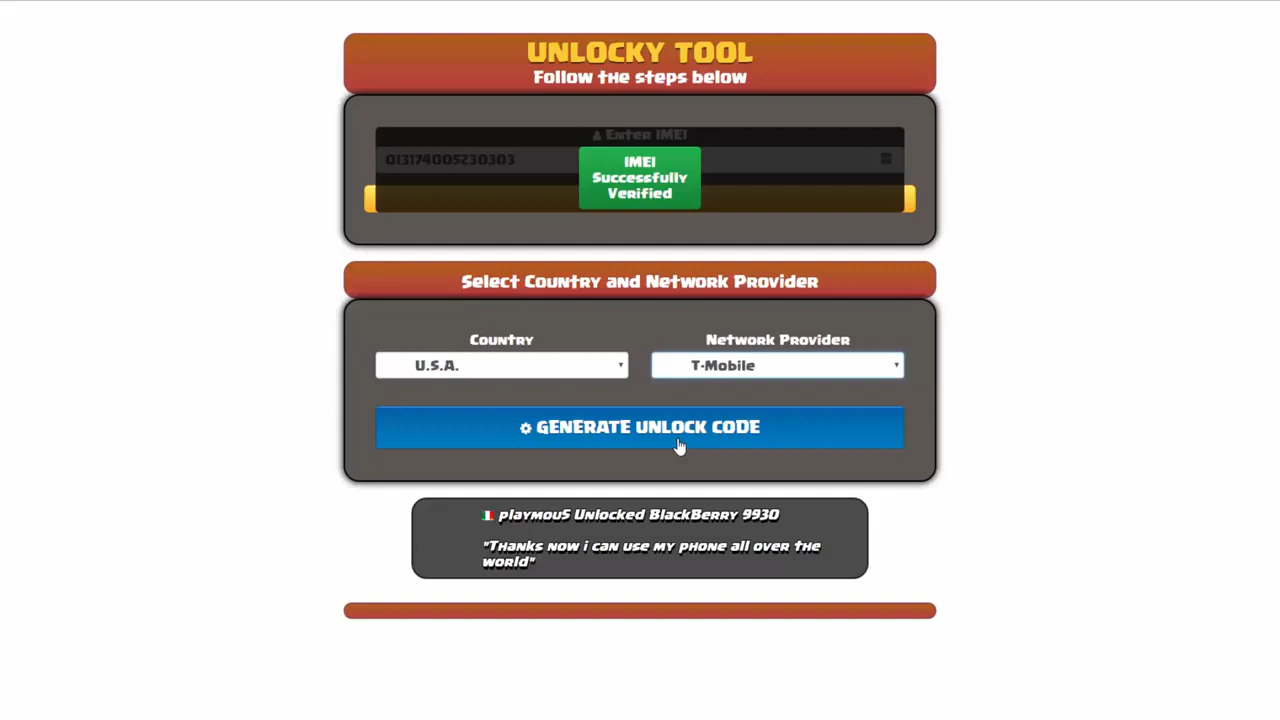 UNLOCKY TOOL
Follow the steps below
Enter IMEI
013174005230303
IMEI
Successfully
Verified
Select Country and Network Provider
Country
Network Provider
U.S.A.
T-Mobile
GENERATE UNLOCK CODE
playmou5 Unlocked BlackBerry 9930
"Thanks now i can use my phone all over the
world"